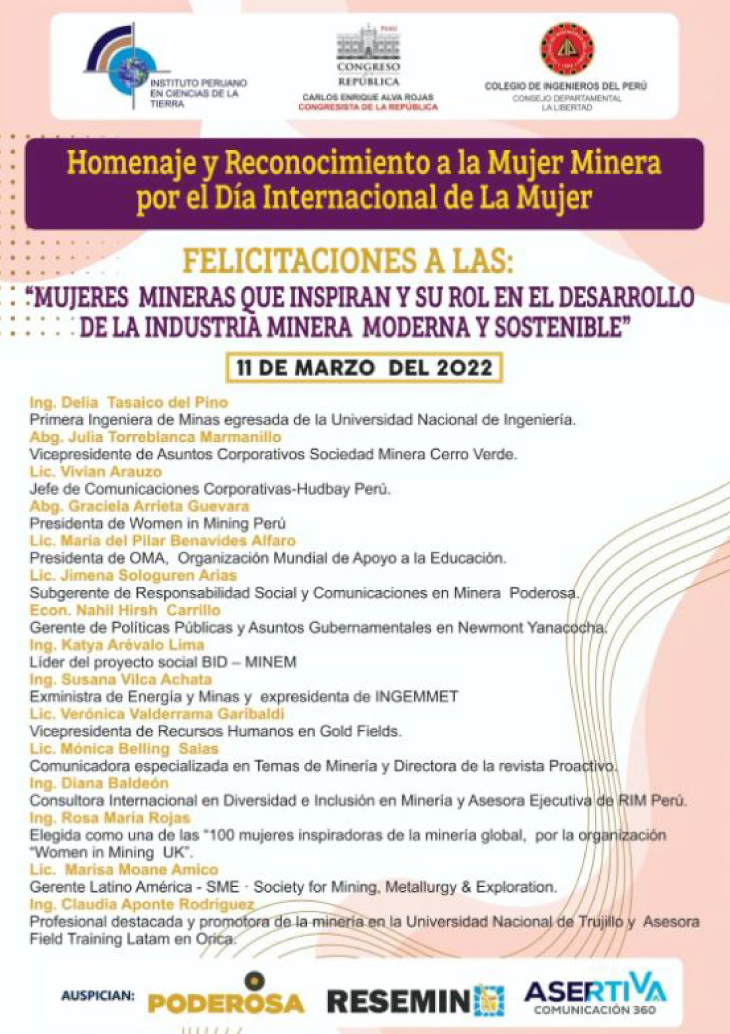 INSTITUTO PERUANO
EN CIENCIAS DE LA
TIERRA
PERÚ
CONGRESO
REPÚBLICA
CARLOS ENRIQUE ALVA ROJAS
CONGRESISTA DE LA REPÚBLICA
COLEGIO DE INGENIEROS DEL PERÚ
CONSEJO DEPARTAMENTAL
LA LIBERTAD
Homenaje y Reconocimiento a la Mujer Minera
por el Día Internacional de La Mujer
FELICITACIONES A LAS:
“MUJERES MINERAS QUE INSPIRAN Y SU ROL EN EL DESARROLLO
DE LA INDUSTRIA MINERA MODERNA Y SOSTENIBLE”
11 DE MARZO DEL 2022
Ing. Delia Tasaico del Pino
Primera Ingeniera de Minas egresada de la Universidad Nacional de Ingeniería.
Abg. Julia Torreblanca Marmanillo
Vicepresidente de Asuntos Corporativos Sociedad Minera Cerro Verde.
Lic. Vivian Arauzo
Jefe de Comunicaciones Corporativas-Hudbay Perú.
Abg. Graciela Arrieta Guevara
Presidenta de Women in Mining Perú
Lic. María del Pilar Benavides Alfaro
Presidenta de OMA, Organización Mundial de Apoyo a la Educación.
Lic. Jimena Sologuren Arias
Subgerente de Responsabilidad Social y Comunicaciones en Minera Poderosa.
Econ. Nahil Hirsh Carrillo
Gerente de Políticas Públicas y Asuntos Gubernamentales en Newmont Yanacocha.
Ing. Katya Arévalo Lima
Líder del proyecto social BID – MINEM
Ing. Susana Vilca Achata
Exministra de Energía y Minas y expresidenta de INGEMMET
Lic. Verónica Valderrama Garibaldi
Vicepresidenta de Recursos Humanos en Gold Fields.
Lic. Mónica Belling Salas
Comunicadora especializada en Temas de Minería y Directora de la revista Proactivo.
Ing. Diana Baldeón
Consultora Internacional en Diversidad e Inclusión en Minería y Asesora Ejecutiva de RIM Perú.
Ing. Rosa María Rojas
Elegida como una de las “100 mujeres inspiradoras de la minería global, por la organización
“Women in Mining UK”.
Lic. Marisa Moane Amico
Gerente Latino América - SME · Society for Mining, Metallurgy & Exploration.
Ing. Claudia Aponte Rodríguez
Profesional destacada y promotora de la minería en la Universidad Nacional de Trujillo y Asesora
Field Training Latam en Orica.
AUSPICIAN:
PODEROSA
RESEMIN
ASERTIVA
COMUNICACIÓN 360